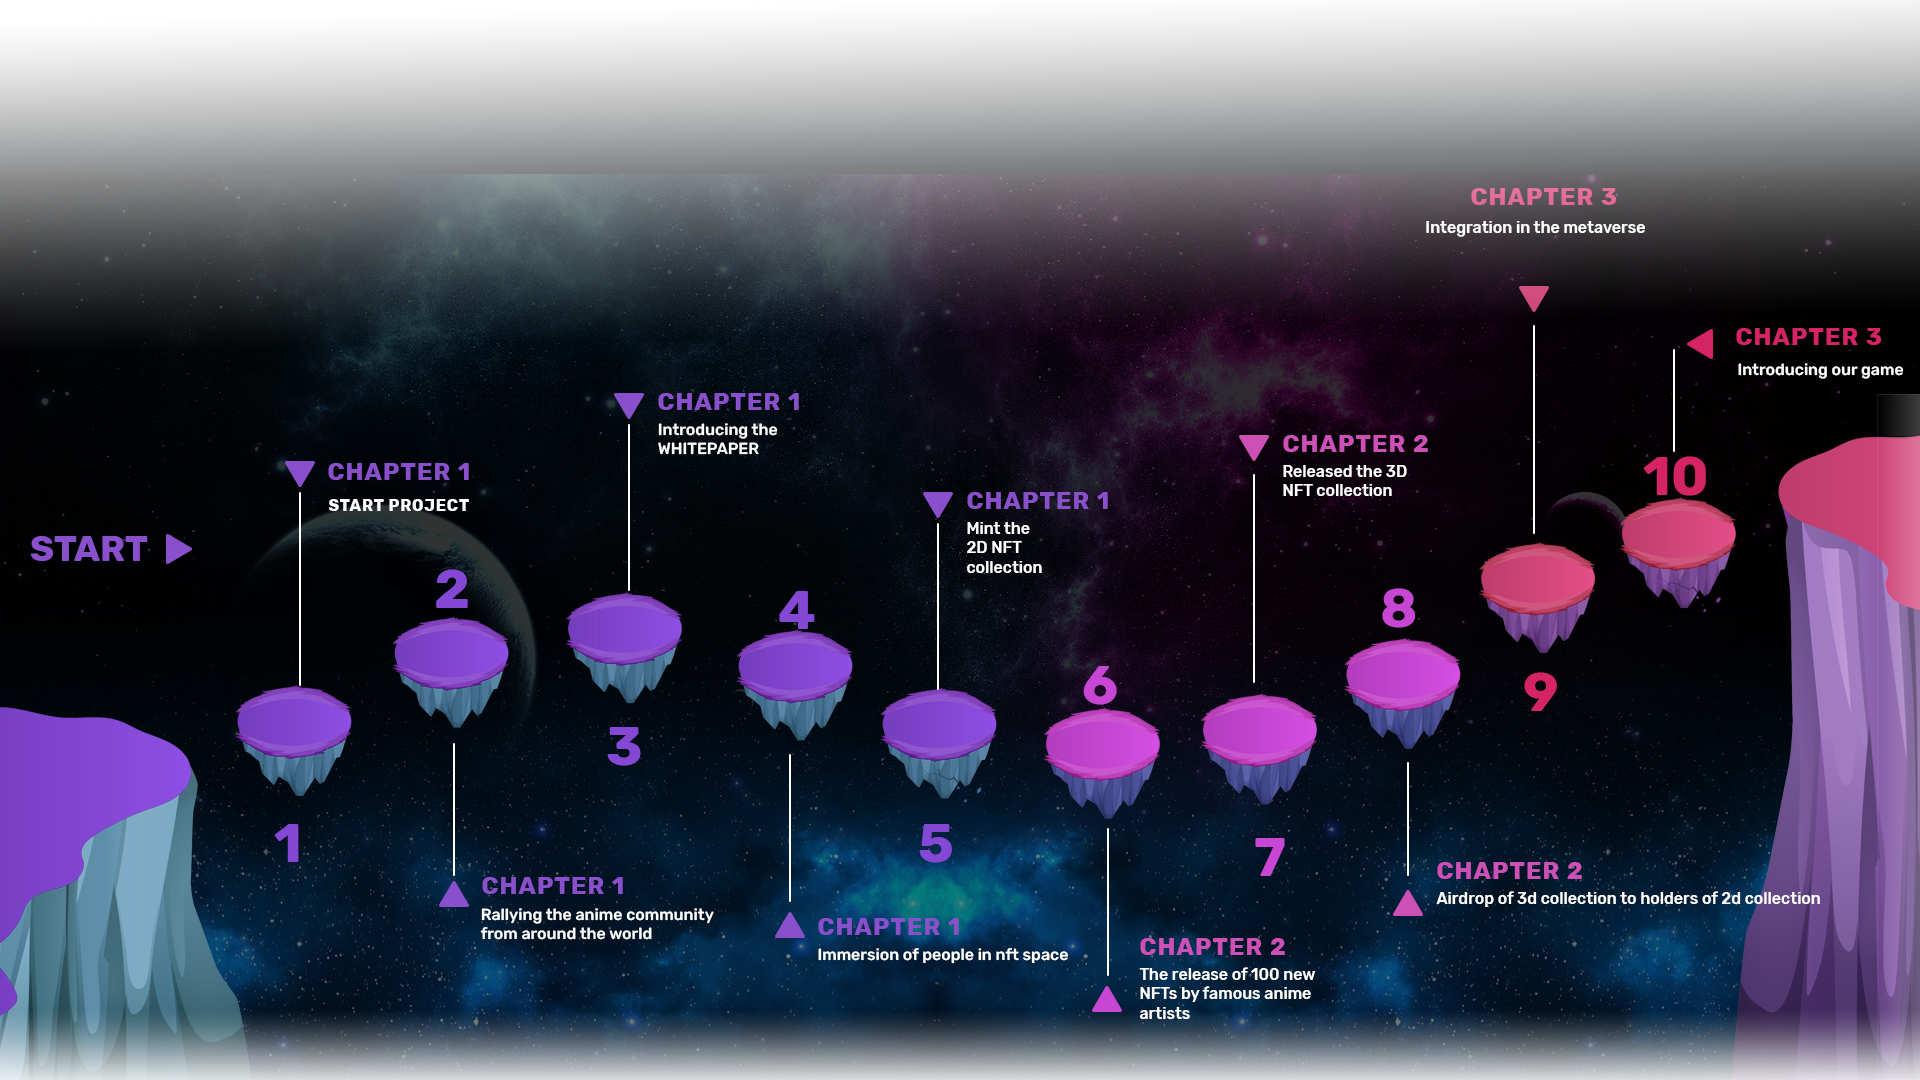 START
CHAPTER 1
START PROJECT
1
2
CHAPTER 1
Rallying the anime community
from around the world
CHAPTER 1
Introducing the
WHITEPAPER
3
4
CHAPTER 1
Immersion of people in nft space
CHAPTER 1
Mint the
2D NFT
collection
5
6
CHAPTER 2
The release of 100 new
NFTs by famous anime
artists
CHAPTER 2
Released the 3D
NFT collection
7
8
CHAPTER 2
Airdrop of 3d collection to holders of 2d collection
CHAPTER 3
Integration in the metaverse
9
CHAPTER 3
Introducing our game
10